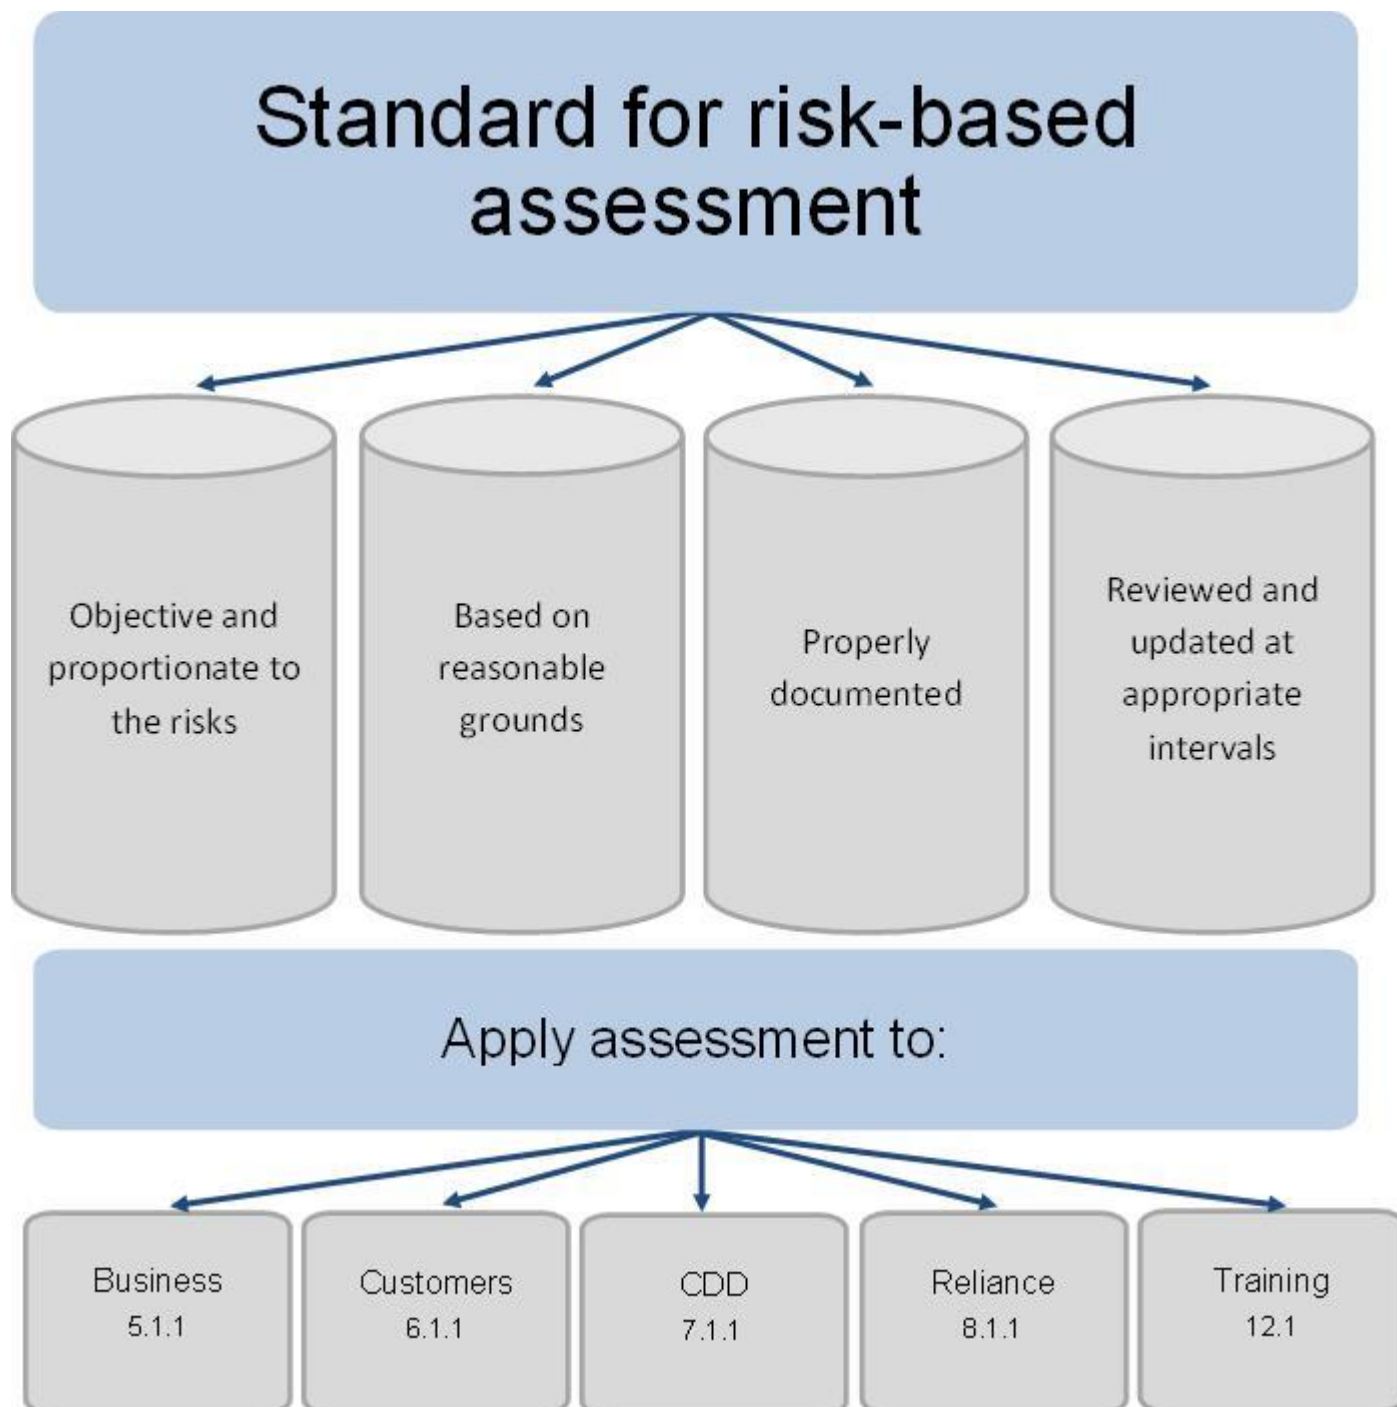 Standard for risk-based
assessment
Objective and
proportionate to
the risks
Based on
reasonable
grounds
Properly
documented
Reviewed and
updated at
appropriate
intervals
Apply assessment to:
Business
5.1.1
Customers
6.1.1
CDD
7.1.1
Reliance
8.1.1
Training
12.1